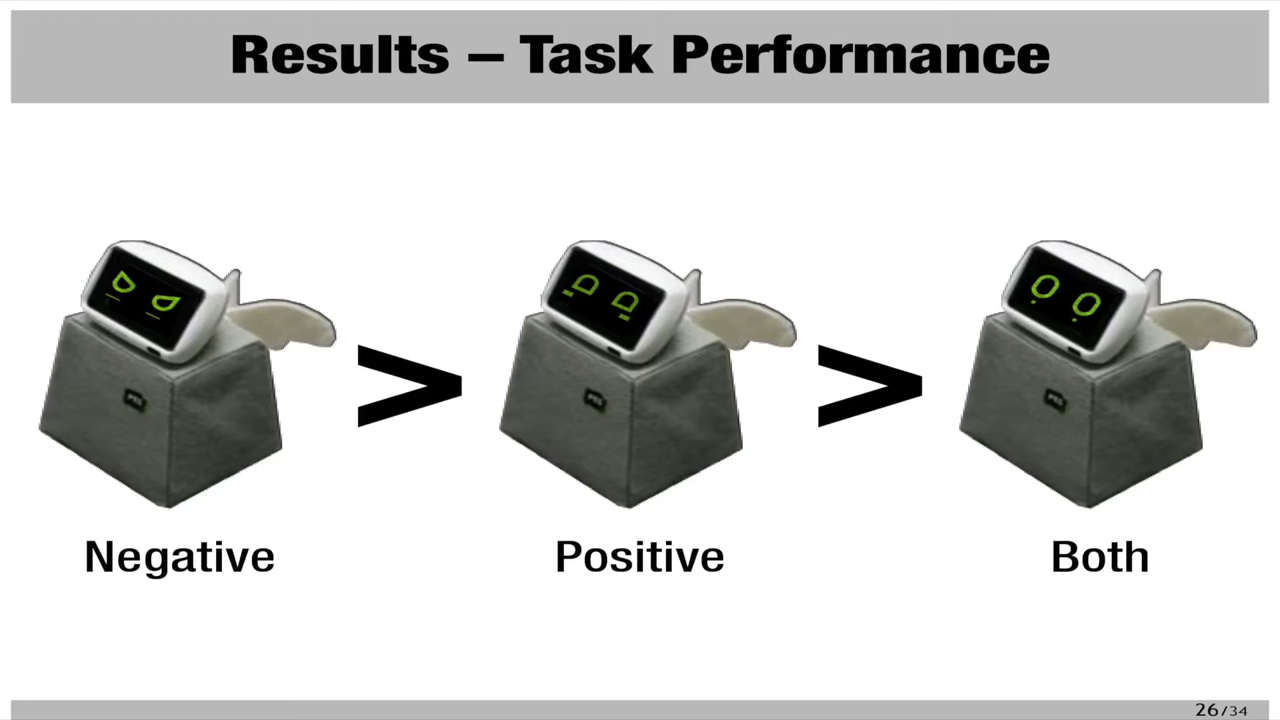 Results – Task Performance
>
>
Negative
Positive
Both
26/34